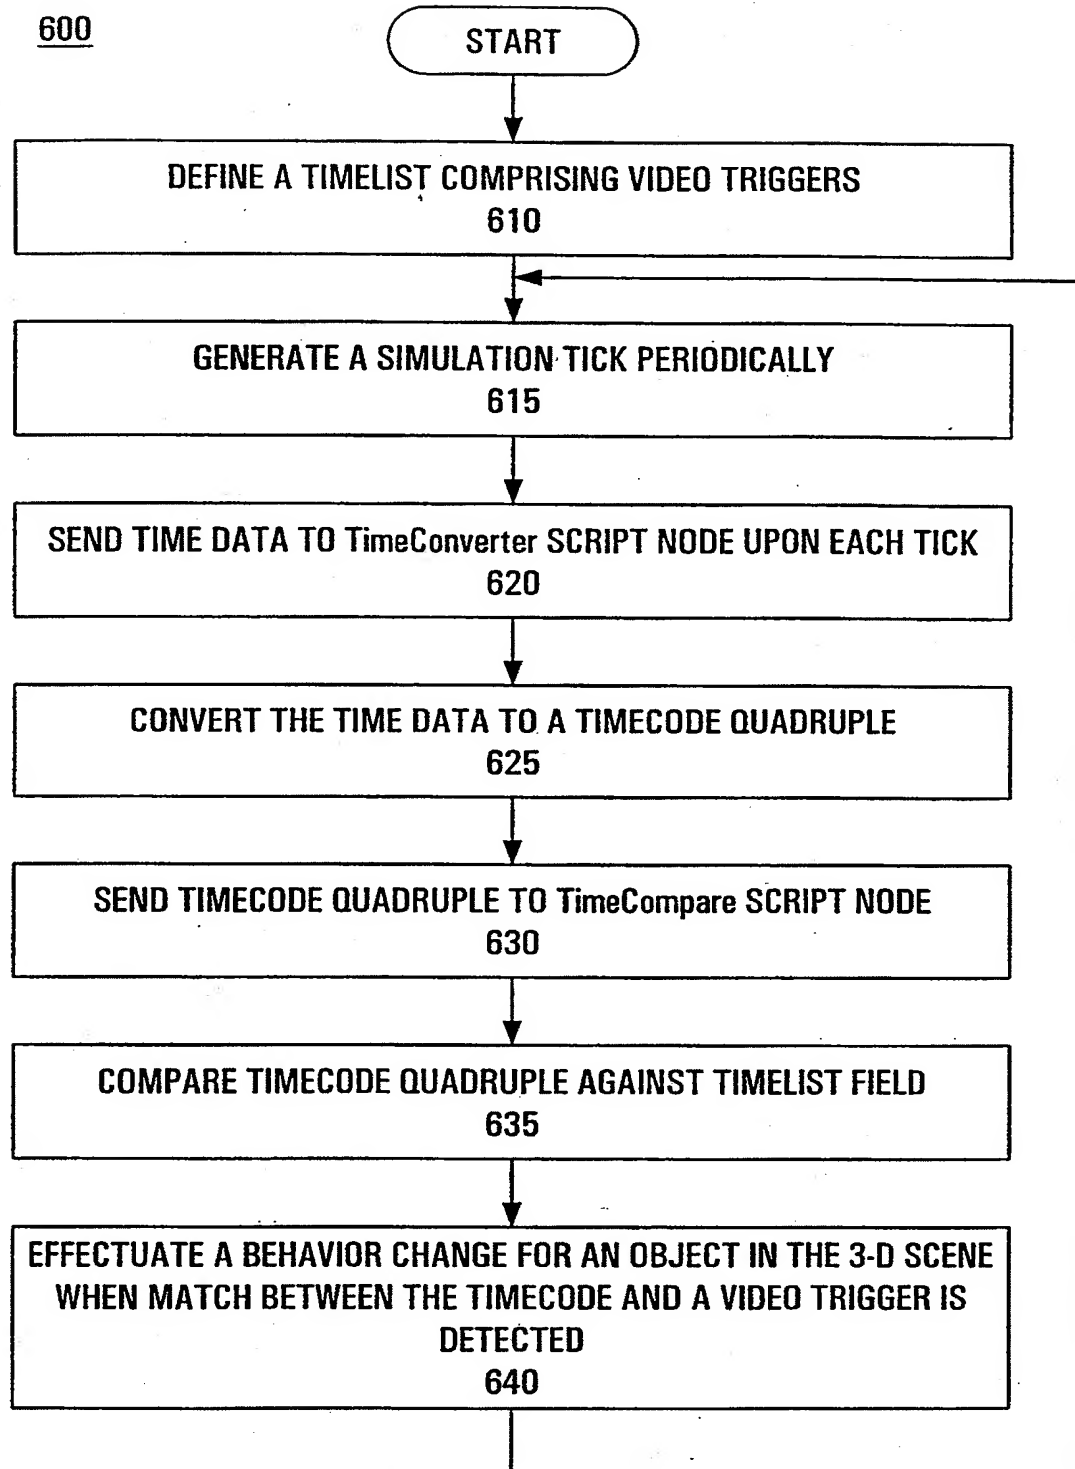 600
START
DEFINE A TIMELIST COMPRISING VIDEO TRIGGERS
610
GENERATE A SIMULATION TICK PERIODICALLY
615
SEND TIME DATA TO TimeConverter SCRIPT NODE UPON EACH TICK
620
CONVERT THE TIME DATA TO A TIMECODE QUADRUPLE
625
SEND TIMECODE QUADRUPLE TO TimeCompare SCRIPT NODE
630
COMPARE TIMECODE QUADRUPLE AGAINST TIMELIST FIELD
635
EFFECTUATE A BEHAVIOR CHANGE FOR AN OBJECT IN THE 3-D SCENE
WHEN MATCH BETWEEN THE TIMECODE AND A VIDEO TRIGGER IS
DETECTED
640